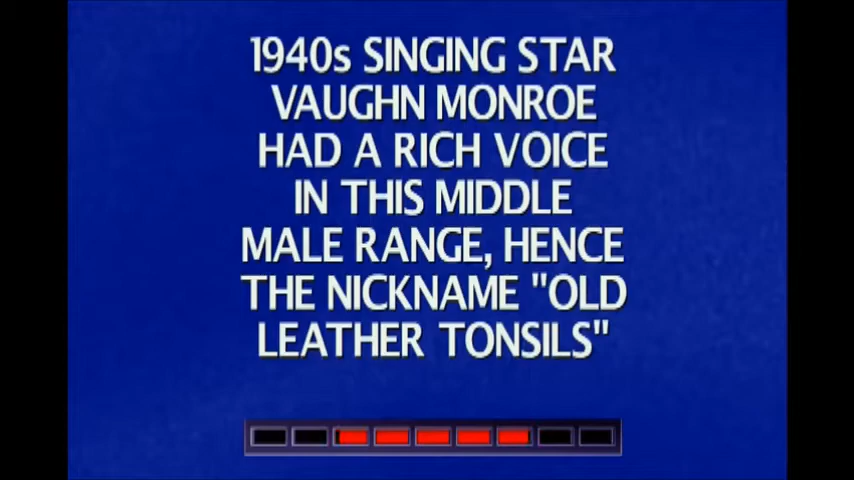 1940s SINGING STAR
VAUGHN MONROE
HAD A RICH VOICE
IN THIS MIDDLE
MALE RANGE, HENCE
THE NICKNAME "OLD
LEATHER TONSILS"